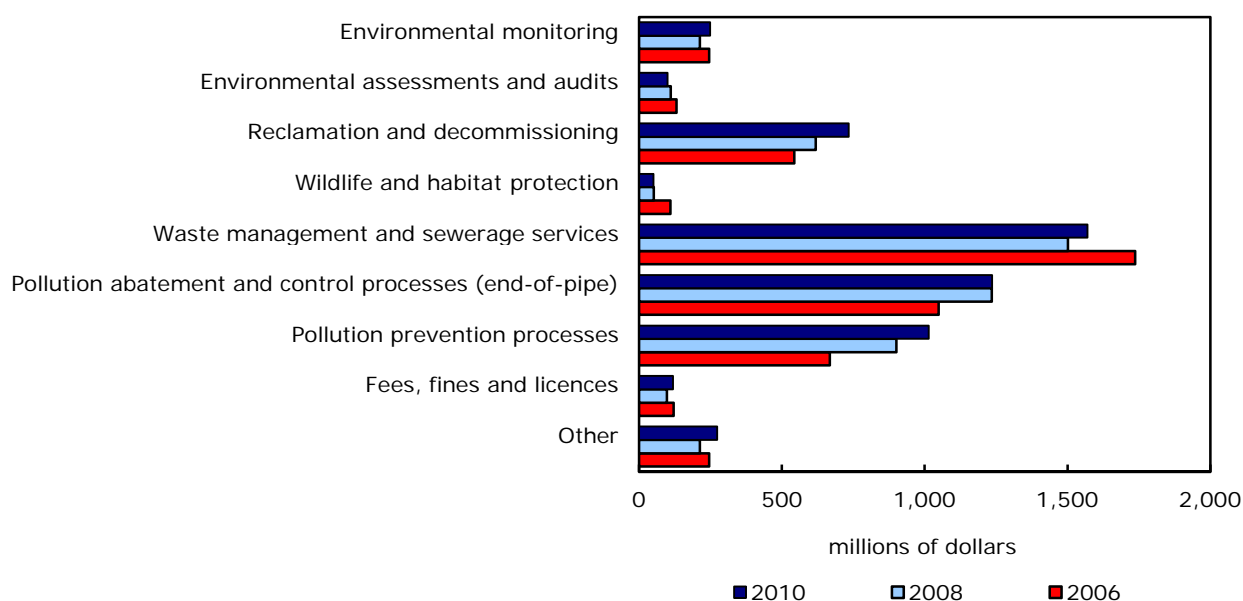 Environmental monitoring
Environmental assessments and audits
Reclamation and decommissioning
Wildlife and habitat protection
Waste management and sewerage services
Pollution abatement and control processes (end-of-pipe)
Pollution prevention processes
Fees, fines and licences
Other
0 500 1,000 1,500 2,000
millions of dollars
2010 2008 2006